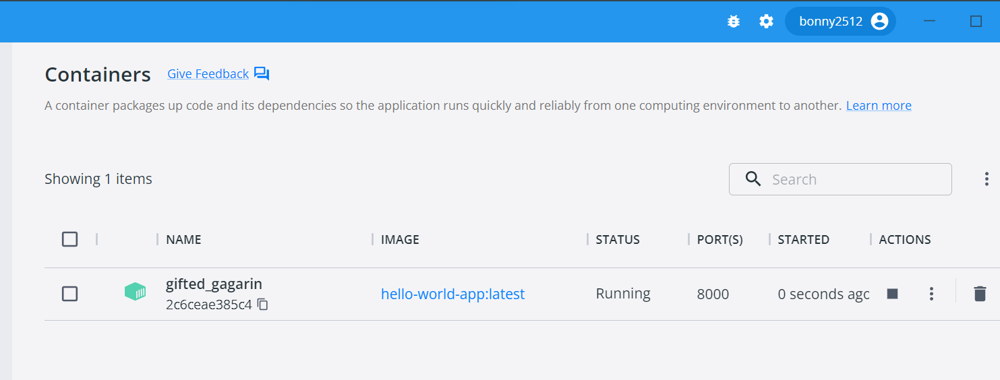 bonny2512
Containers Give Feedback
A container packages up code and its dependencies so the application runs quickly and reliably from one computing environment to another. Learn more
Showing 1 items Search
NAME IMAGE STATUS PORT(S) STARTED ACTIONS
gifted_gagarin
2c6ceae385c4 hello-world-app:latest Running 8000 0 seconds agc